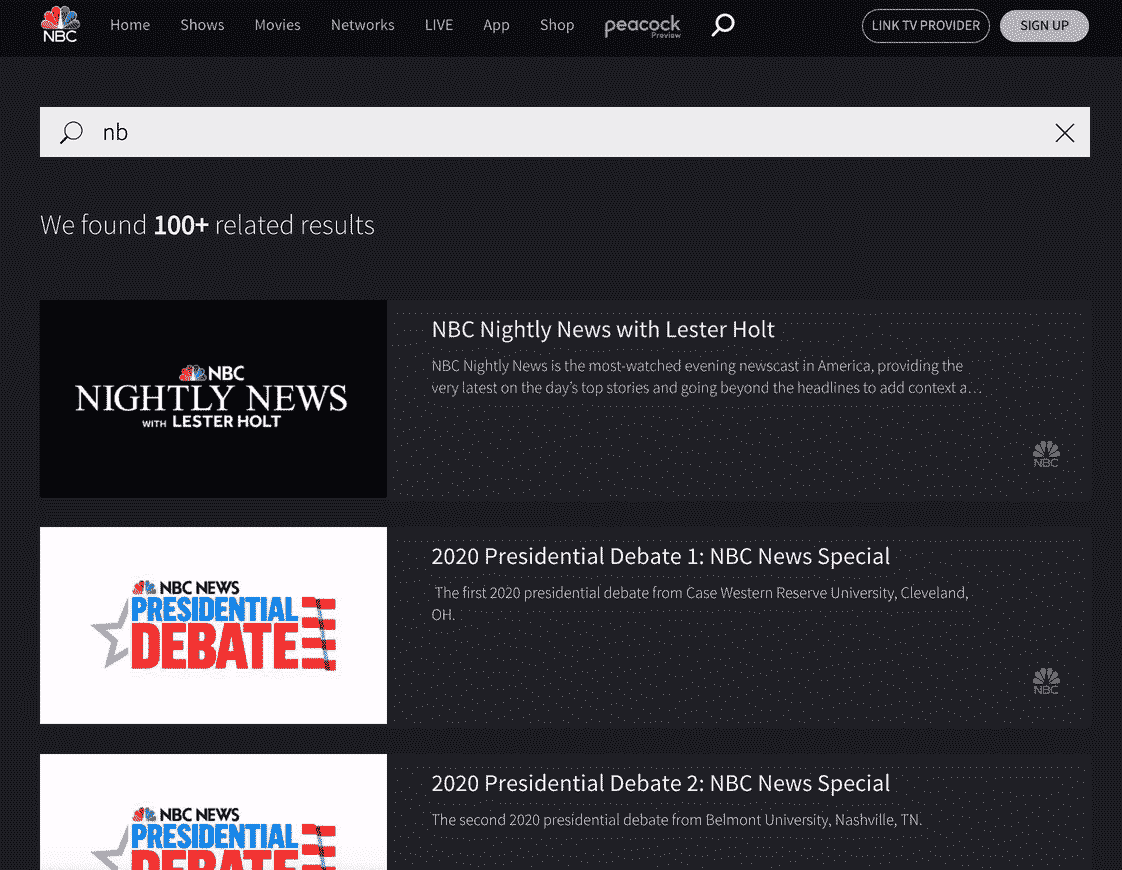 NBC
Home Shows Movies Networks LIVE App Shop peacock Preview LINK TV PROVIDER SIGN UP
nb
We found 100+ related results
NBC
NIGHTLY NEWS
WITH LESTER HOLT
NBC Nightly News with Lester Holt
NBC Nightly News is the most-watched evening newscast in America, providing the
very latest on the day’s top stories and going beyond the headlines to add context a…
NBC
NBC NEWS
PRESIDENTIAL
DEBATE
2020 Presidential Debate 1: NBC News Special
The first 2020 presidential debate from Case Western Reserve University, Cleveland,
OH.
NBC
NBC NEWS
PRESIDENTIAL
DEBATE
2020 Presidential Debate 2: NBC News Special
The second 2020 presidential debate from Belmont University, Nashville, TN.